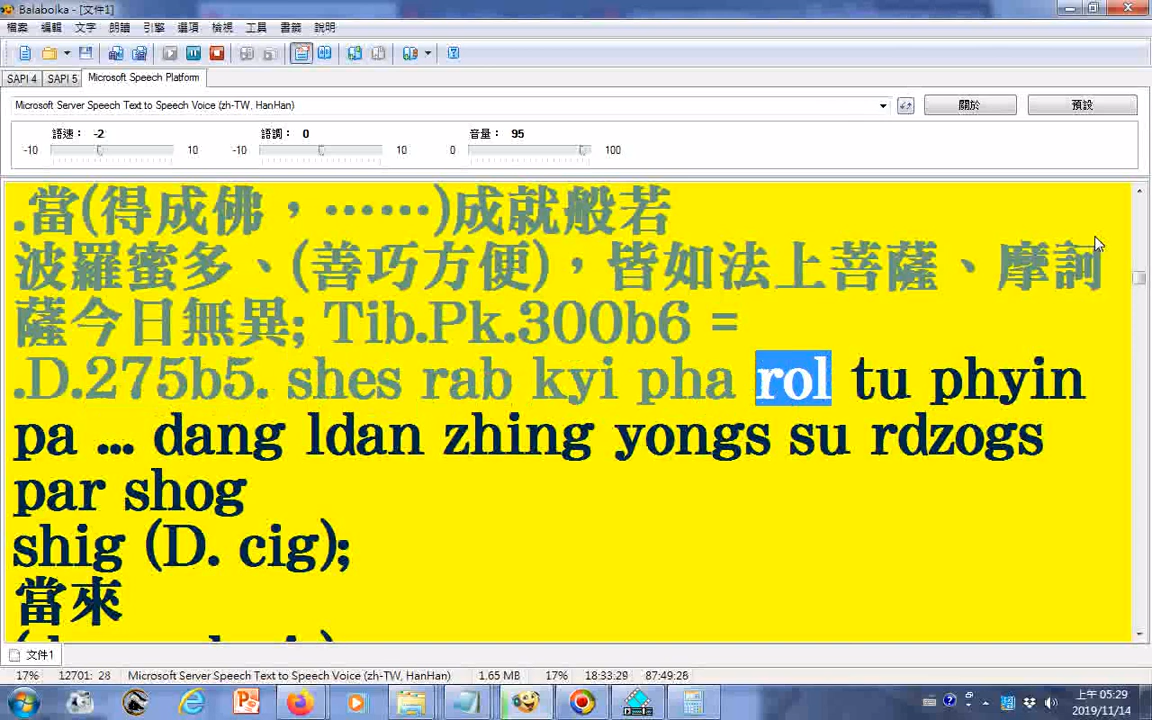 Balabolka - [文件1]
檔案 編輯 文字 朗讀 引擎 選項 檢視 工具 書籤 說明
SAPI 4 SAPI 5 Microsoft Speech Platform
Microsoft Server Speech Text to Speech Voice (zh-TW, HanHan) 關於 預設
語速： -2 語調： 0 音量： 95
-10 10 -10 10 0 100
.當(得成佛，……)成就般若
波羅蜜多、(善巧方便)，皆如法上菩薩、摩訶
薩今日無異; Tib.Pk.300b6 =
.D.275b5. shes rab kyi pha rol tu phyin
pa ... dang ldan zhing yongs su rdzogs
par shog
shig (D. cig);
當來
文件1
17% 12701: 28 Microsoft Server Speech Text to Speech Voice (zh-TW, HanHan) 1.65 MB 17% 18:33:29 87:49:26
上午 05:29
2019/11/14